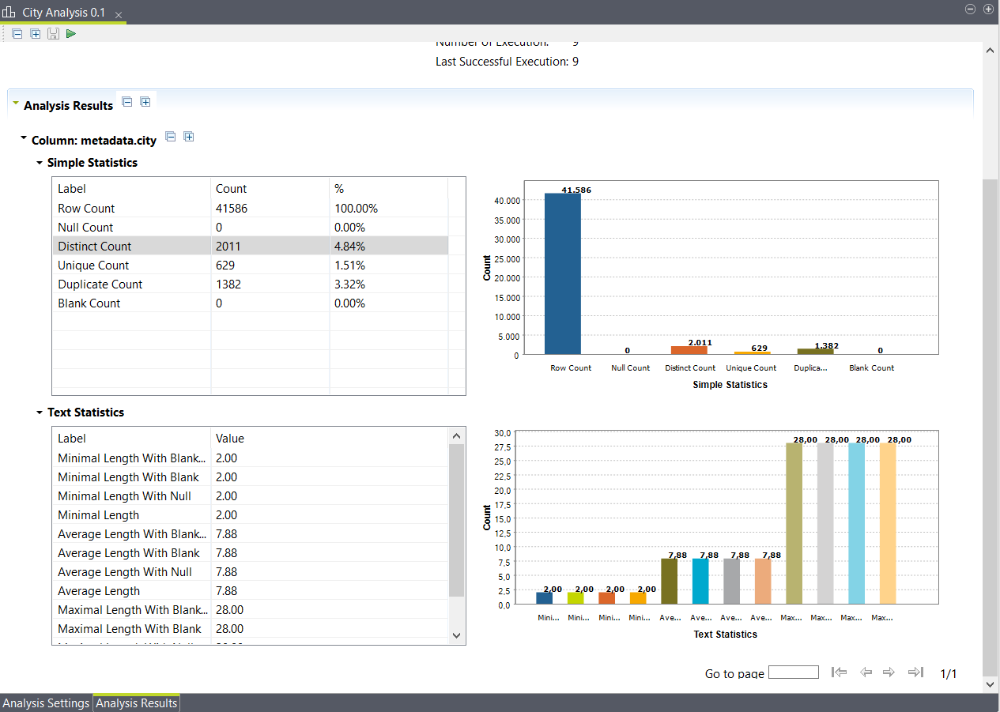 City Analysis 0.1
Number of Execution: 9
Last Successful Execution: 9
Analysis Results
Column: metadata.city
Simple Statistics
Label Count %
Row Count 41586 100.00%
Null Count 0 0.00%
Distinct Count 2011 4.84%
Unique Count 629 1.51%
Duplicate Count 1382 3.32%
Blank Count 0 0.00%
41.586
40.000
35.000
30.000
25.000
20.000
15.000
10.000
5.000
0
Count
0
2.011
629
1.382
0
Row Count Null Count Distinct Count Unique Count Duplica... Blank Count
Simple Statistics
Text Statistics
Label Value
Minimal Length With Blank... 2.00
Minimal Length With Blank 2.00
Minimal Length With Null 2.00
Minimal Length 2.00
Average Length With Blank... 7.88
Average Length With Blank 7.88
Average Length With Null 7.88
Average Length 7.88
Maximal Length With Blank... 28.00
Maximal Length With Blank 28.00
30,0
27,5
25,0
22,5
20,0
17,5
15,0
12,5
10,0
7,5
5,0
2,5
0,0
Count
2,00 2,00 2,00 2,00 7,88 7,88 7,88 7,88 28,00 28,00 28,00 28,00
Mini... Mini... Mini... Mini... Ave... Ave... Ave... Ave... Max... Max... Max... Max...
Text Statistics
Go to page 1/1
Analysis Settings Analysis Results